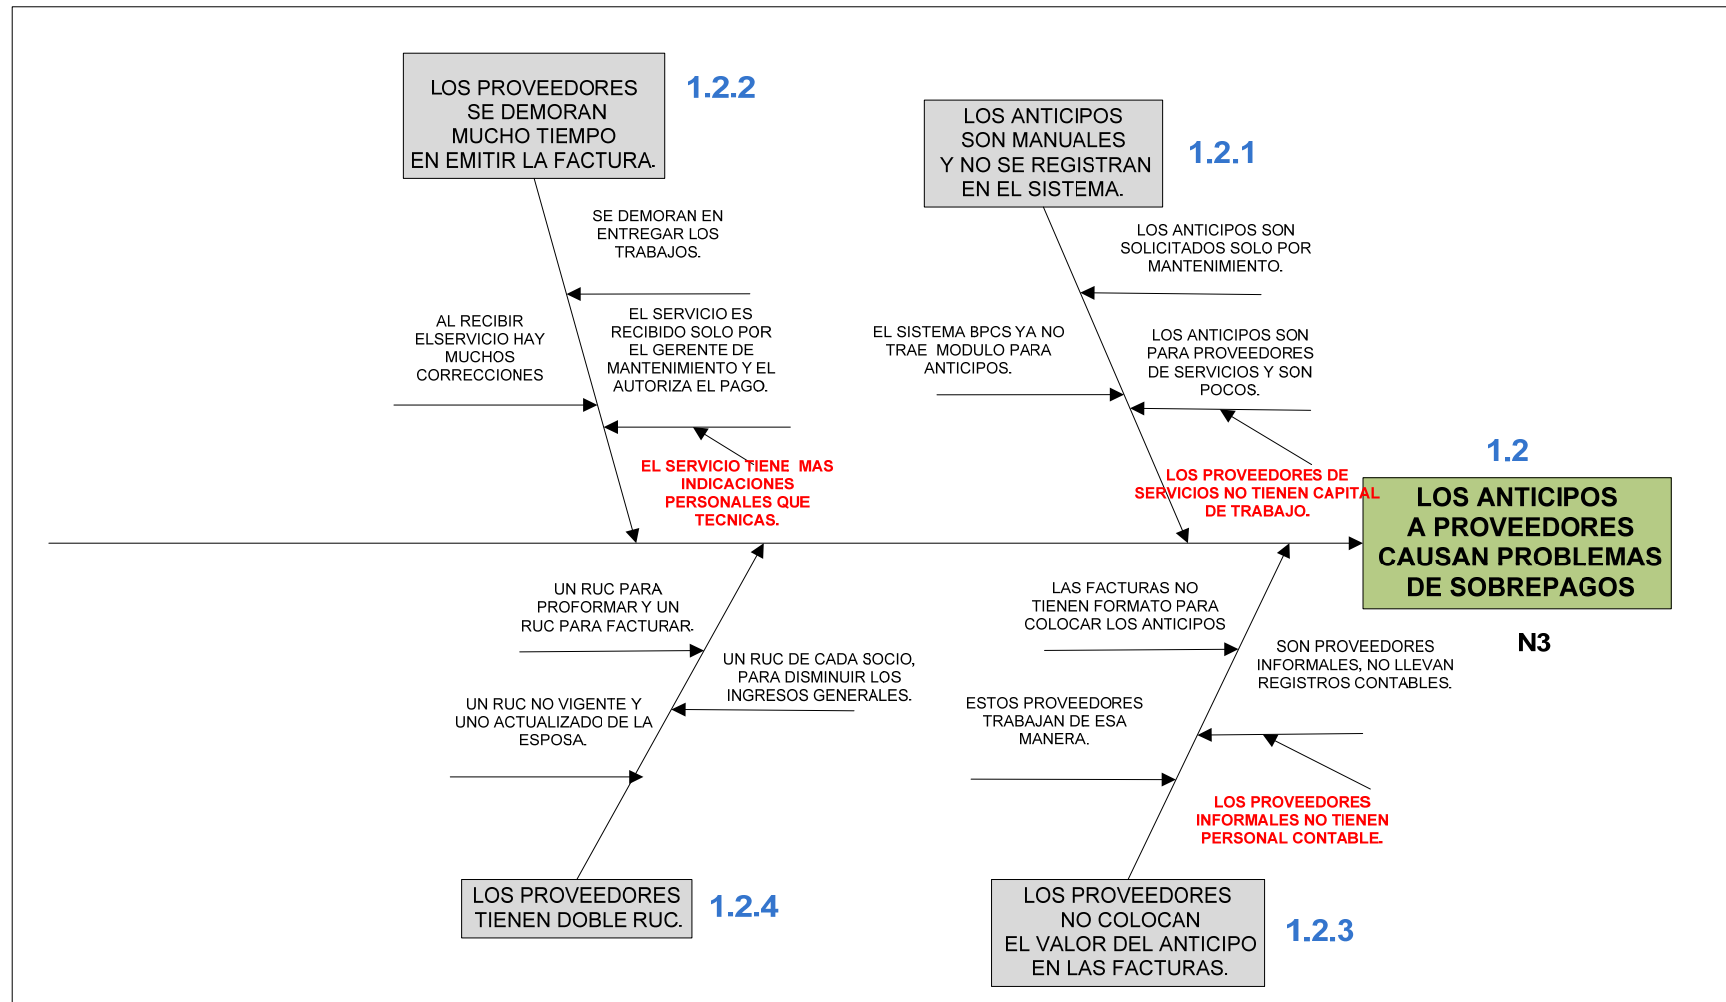 LOS PROVEEDORES
SE DEMORAN
MUCHO TIEMPO
EN EMITIR LA FACTURA.
1.2.2
LOS ANTICIPOS
SON MANUALES
Y NO SE REGISTRAN
EN EL SISTEMA.
1.2.1
SE DEMORAN EN
ENTREGAR LOS
TRABAJOS.
LOS ANTICIPOS SON
SOLICITADOS SOLO POR
MANTENIMIENTO.
AL RECIBIR
ELSERVICIO HAY
MUCHOS
CORRECCIONES
EL SERVICIO ES
RECIBIDO SOLO POR
EL GERENTE DE
MANTENIMIENTO Y EL
AUTORIZA EL PAGO.
EL SISTEMA BPCS YA NO
TRAE MODULO PARA
ANTICIPOS.
LOS ANTICIPOS SON
PARA PROVEEDORES
DE SERVICIOS Y SON
POCOS.
EL SERVICIO TIENE MAS
INDICACIONES
PERSONALES QUE
TECNICAS.
LOS PROVEEDORES DE
SERVICIOS NO TIENEN CAPITAL
DE TRABAJO.
1.2
LOS ANTICIPOS
A PROVEEDORES
CAUSAN PROBLEMAS
DE SOBREPAGOS
N3
UN RUC PARA
PROFORMAR Y UN
RUC PARA FACTURAR.
UN RUC DE CADA SOCIO,
PARA DISMINUIR LOS
INGRESOS GENERALES.
UN RUC NO VIGENTE Y
UNO ACTUALIZADO DE LA
ESPOSA.
LAS FACTURAS NO
TIENEN FORMATO PARA
COLOCAR LOS ANTICIPOS
SON PROVEEDORES
INFORMALES, NO LLEVAN
REGISTROS CONTABLES.
ESTOS PROVEEDORES
TRABAJAN DE ESA
MANERA.
LOS PROVEEDORES
INFORMALES NO TIENEN
PERSONAL CONTABLE.
LOS PROVEEDORES
TIENEN DOBLE RUC.
1.2.4
LOS PROVEEDORES
NO COLOCAN
EL VALOR DEL ANTICIPO
EN LAS FACTURAS.
1.2.3